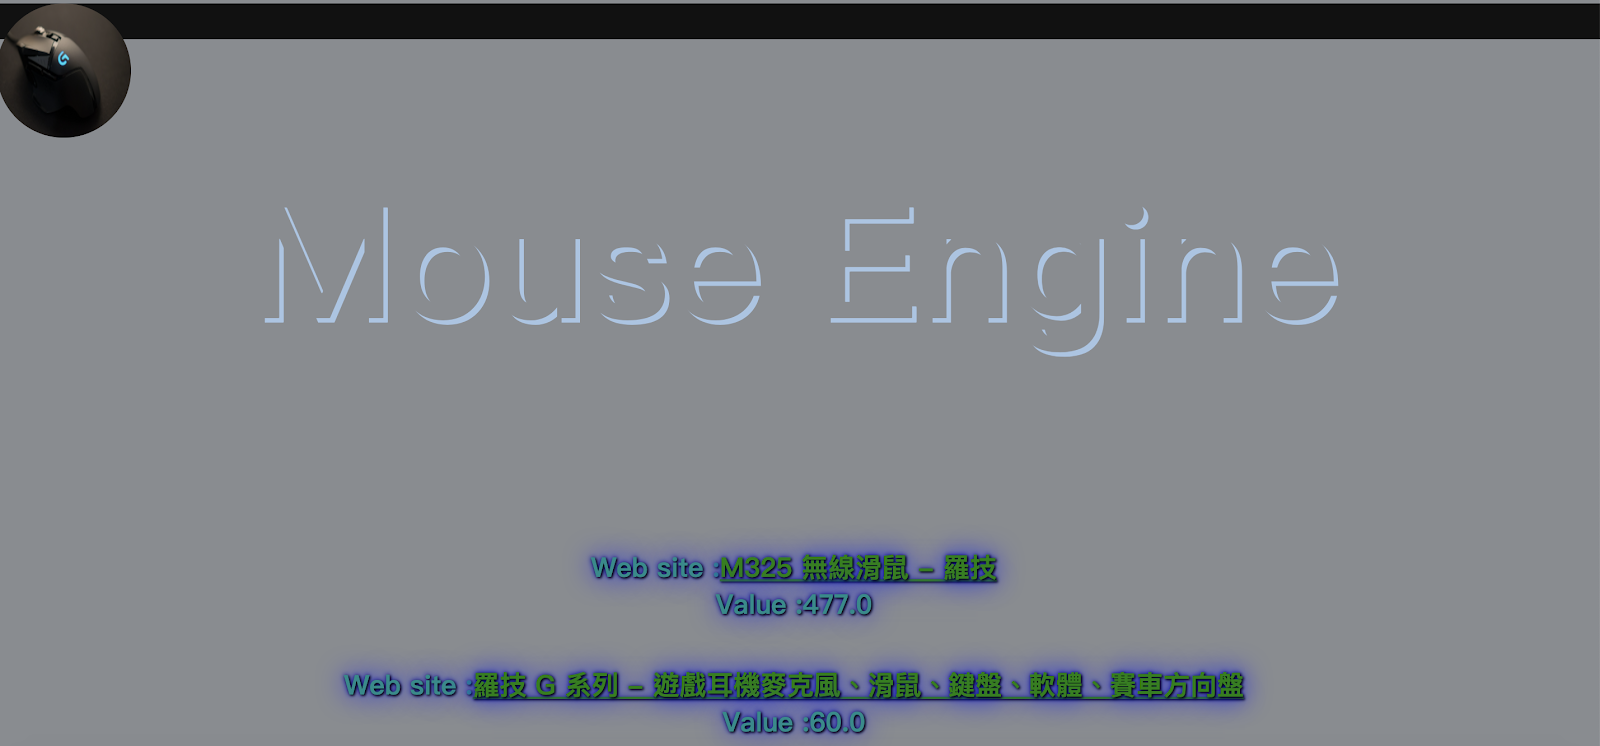 Mouse Engine
Web site :M325 無線滑鼠 – 羅技
Value :477.0
Web site :羅技 G 系列 – 遊戲耳機麥克風、滑鼠、鍵盤、軟體、賽車方向盤
Value :60.0